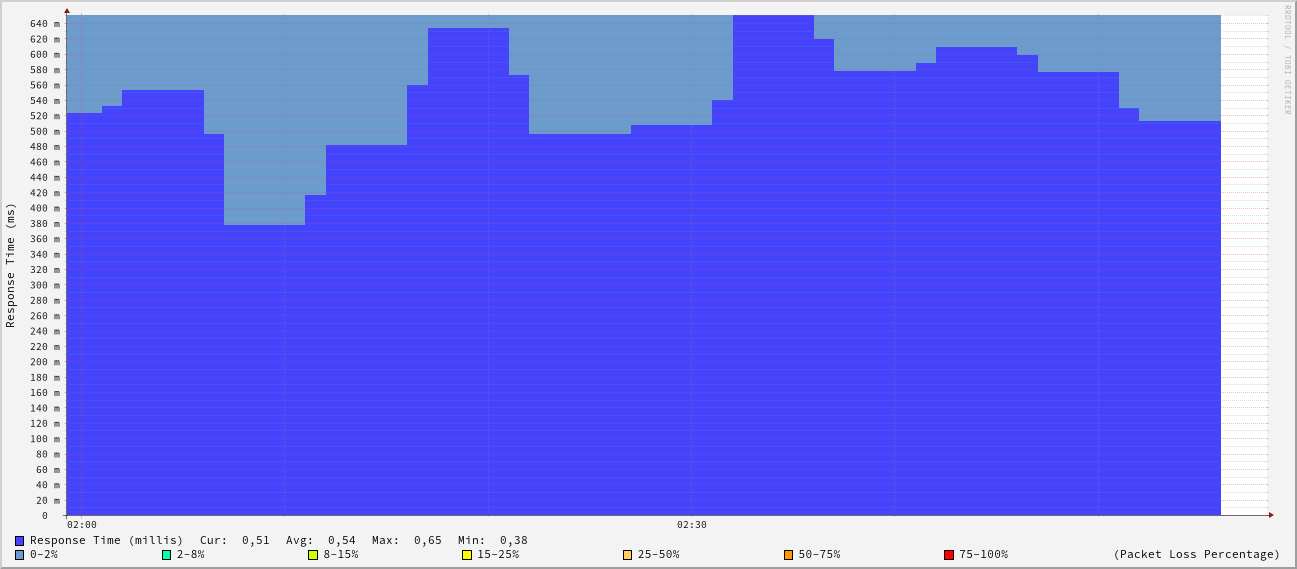 RRDTOOL / TOBI OETIKER
Response Time (ms)
640 m
620 m
600 m
580 m
560 m
540 m
520 m
500 m
480 m
460 m
440 m
420 m
400 m
380 m
360 m
340 m
320 m
300 m
280 m
260 m
240 m
220 m
200 m
180 m
160 m
140 m
120 m
100 m
80 m
60 m
40 m
20 m
0
02:00 02:30
Response Time (millis) Cur: 0,51 Avg: 0,54 Max: 0,65 Min: 0,38
0-2% 2-8% 8-15% 15-25% 25-50% 50-75% 75-100% (Packet Loss Percentage)